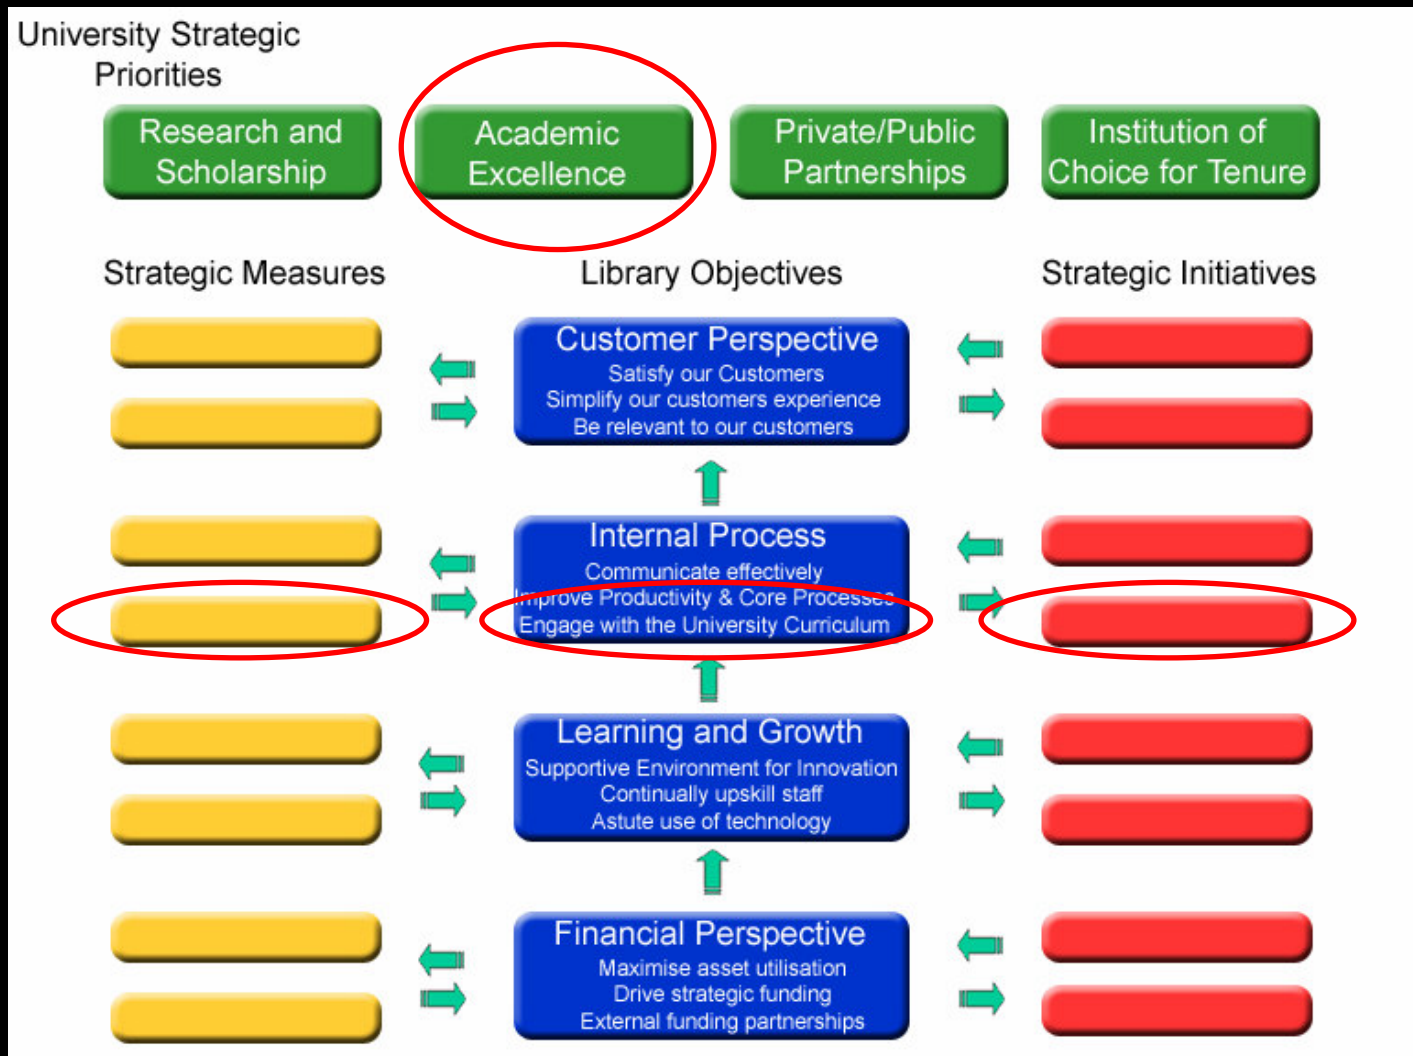 University Strategic
Priorities
Research and
Scholarship
Academic
Excellence
Private/Public
Partnerships
Institution of
Choice for Tenure
Strategic Measures
Library Objectives
Strategic Initiatives
Customer Perspective
Satisfy our Customers
Simplify our customers experience
Be relevant to our customers
Internal Process
Communicate effectively
Improve Productivity & Core Processes
Engage with the University Curriculum
Learning and Growth
Supportive Environment for Innovation
Continually upskill staff
Astute use of technology
Financial Perspective
Maximise asset utilisation
Drive strategic funding
External funding partnerships